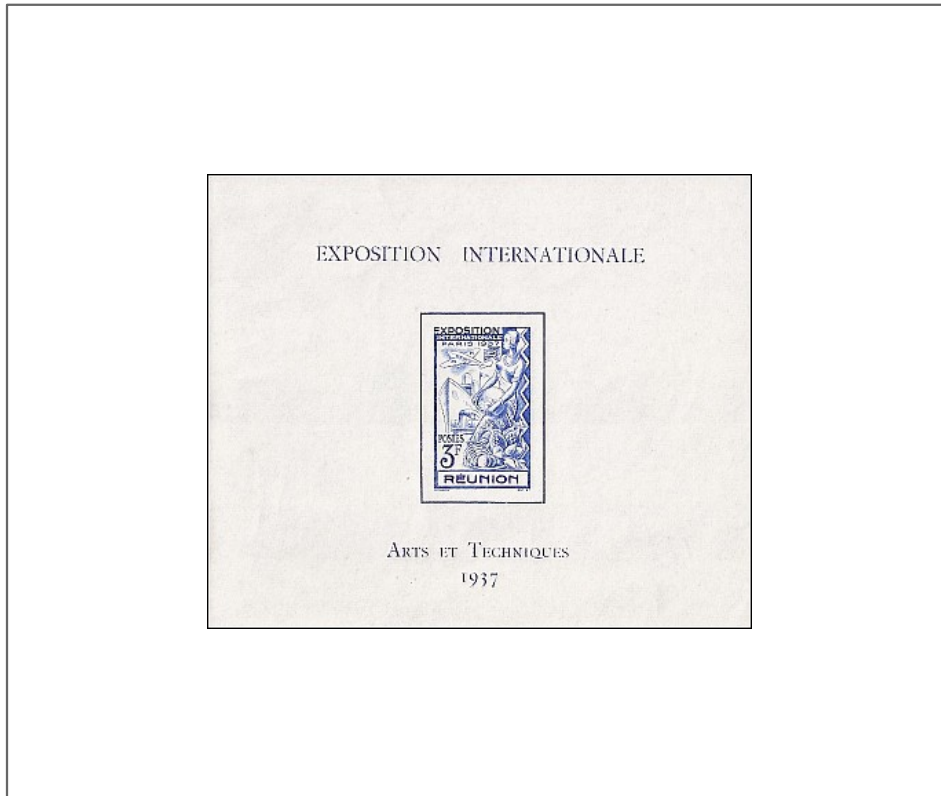 EXPOSITION INTERNATIONALE
EXPOSITION
INTERNATIONALE
PARIS 1937
POSTES
3F
RÉUNION
ARTS ET TECHNIQUES
1937